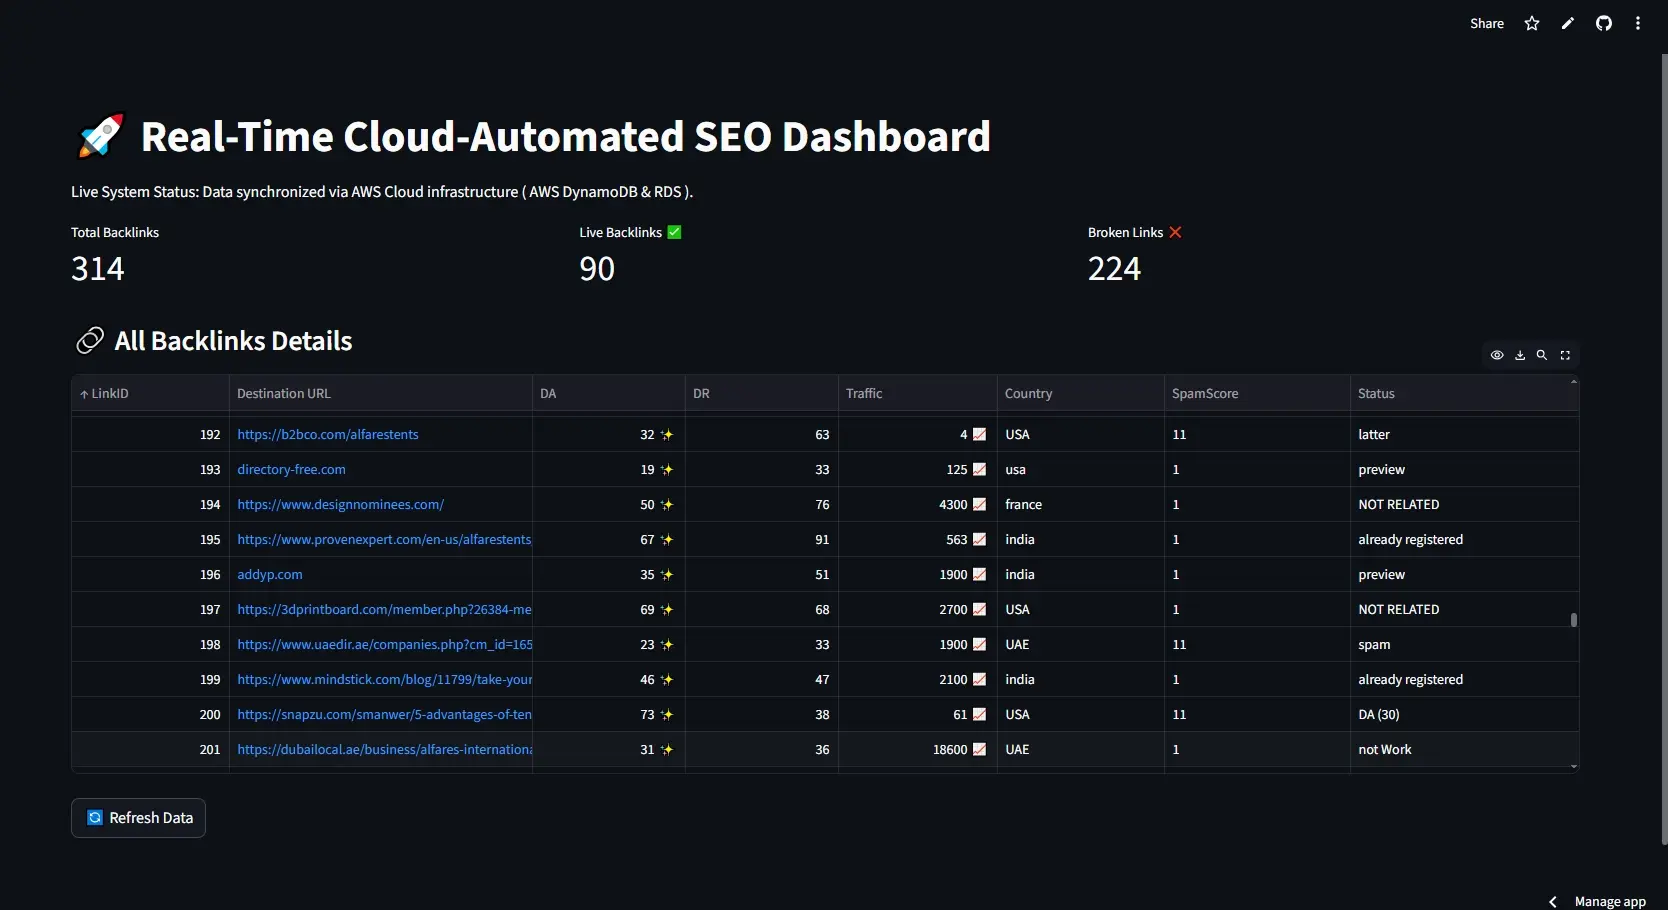 Share
Real-Time Cloud-Automated SEO Dashboard
Live System Status: Data synchronized via AWS Cloud infrastructure ( AWS DynamoDB & RDS ).
Total Backlinks
Live Backlinks
Broken Links
314
90
224
All Backlinks Details
LinkID Destination URL DA DR Traffic Country SpamScore Status
192 https://b2bco.com/alfarestents 32 63 4 USA 11 latter
193 directory-free.com 19 33 125 usa 1 preview
194 https://www.designnominees.com/ 50 76 4300 france 1 NOT RELATED
195 https://www.provenexpert.com/en-us/alfarestents 67 91 563 india 1 already registered
196 addyp.com 35 51 1900 india 1 preview
197 https://3dprintboard.com/member.php?26384-me 69 68 2700 USA 1 NOT RELATED
198 https://www.uaedir.ae/companies.php?cm_id=165 23 33 1900 UAE 11 spam
199 https://www.mindstick.com/blog/11799/take-your 46 47 2100 india 1 already registered
200 https://snapzu.com/smanwer/5-advantages-of-ten 73 38 61 USA 11 DA (30)
201 https://dubailocal.ae/business/alfares-internationa 31 36 18600 UAE 1 not Work
Refresh Data
Manage app